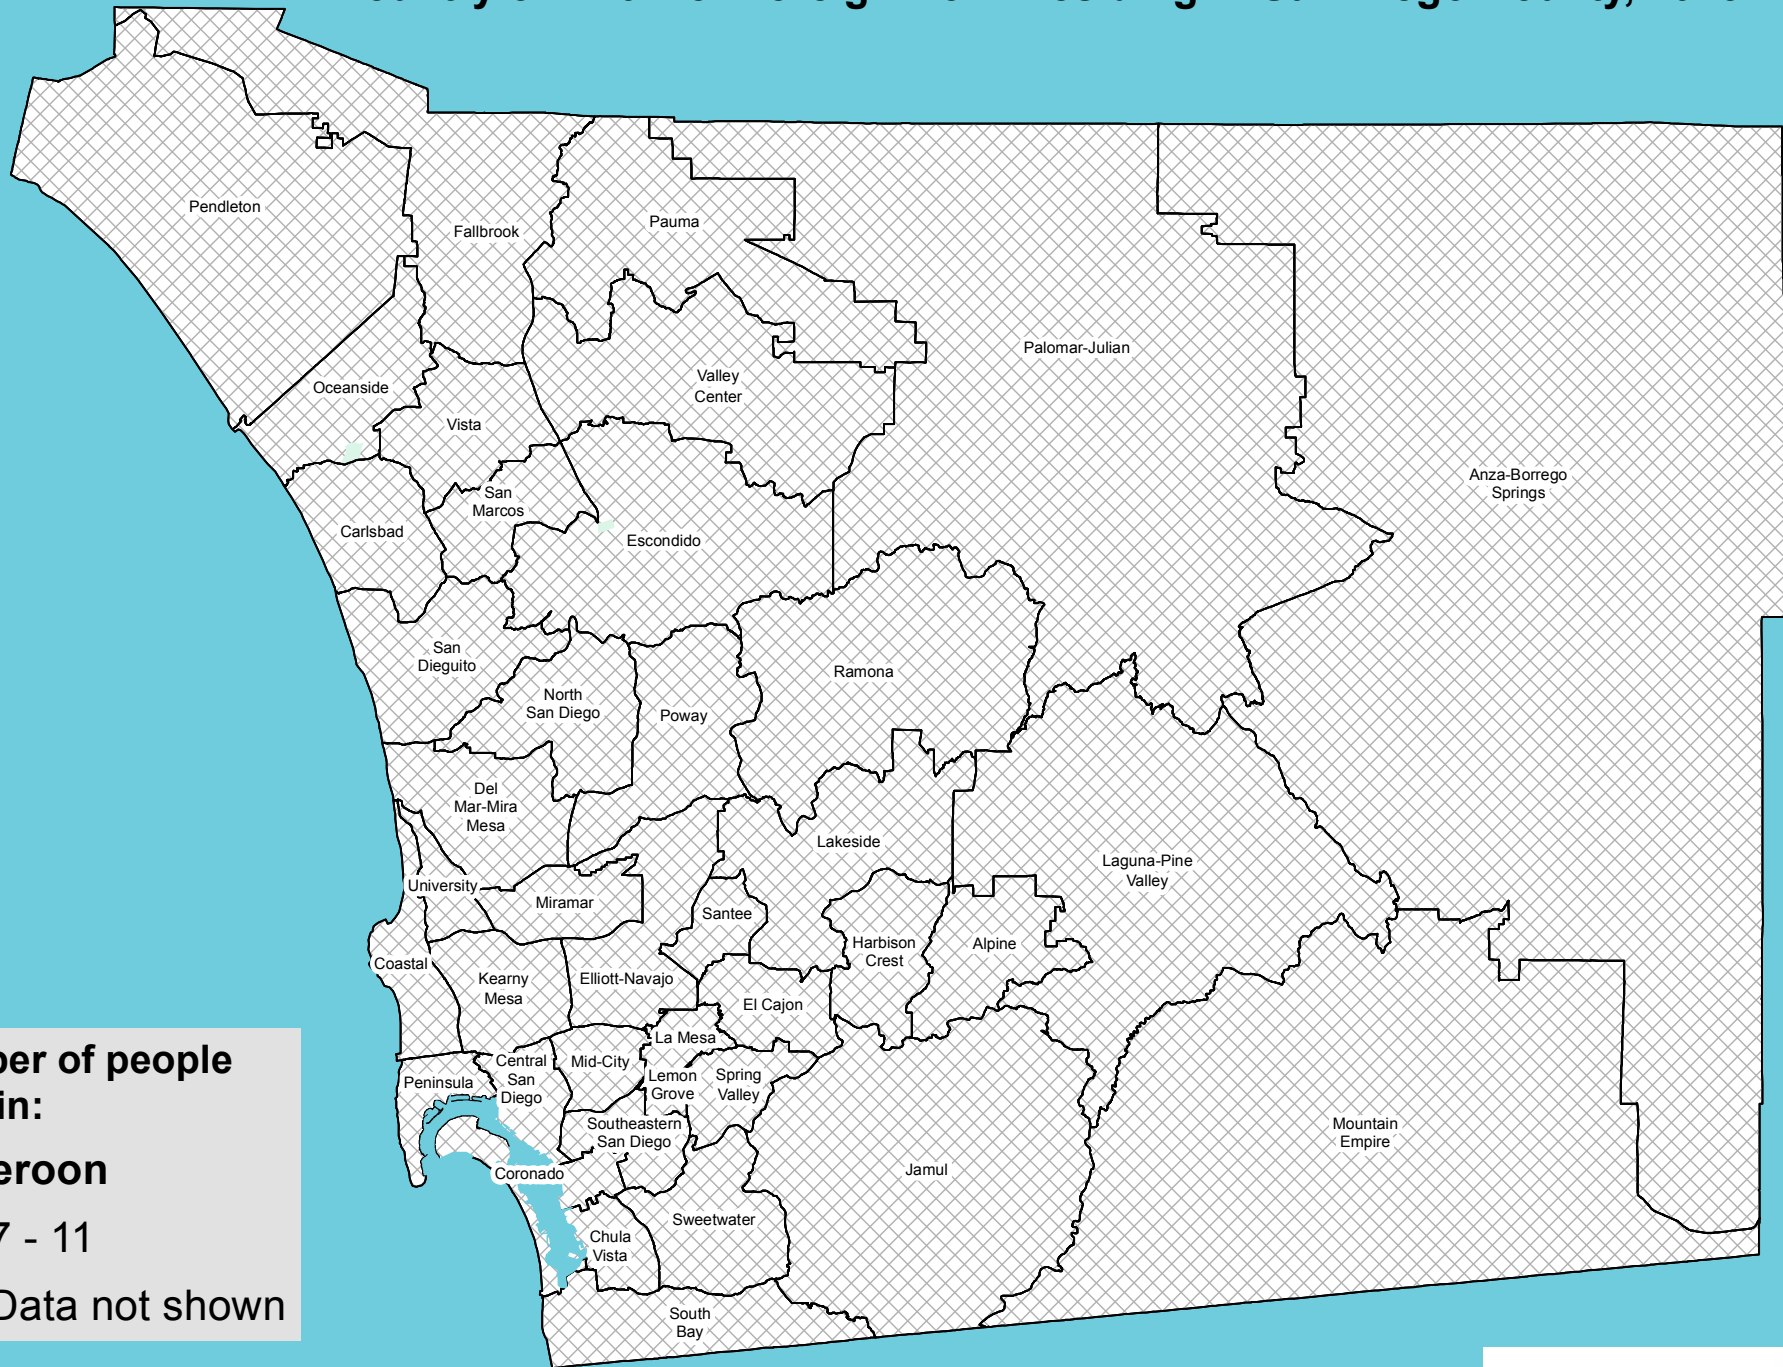 San Diego County,
Pendleton
Fallbrook
Pauma
Palomar-Julian
Oceanside
Valley
Center
Vista
Anza-Borrego
Springs
San
Marcos
Carlsbad
Escondido
San
Dieguito
Ramona
North
San Diego
Poway
Del
Mar-Mira
Mesa
Lakeside
Laguna-Pine
Valley
University
Miramar
Santee
Harbison
Crest
Alpine
Coastal
Kearny
Mesa
Elliott-Navajo
El Cajon
La Mesa
Central
San
Diego
Mid-City
Peninsula
Lemon
Grove
Spring
Valley
Southeastern
San Diego
Mountain
Empire
Coronado
Jamul
Sweetwater
Chula
Vista
South
Bay
ber of people
in:
eroon
7 - 11
Data not shown